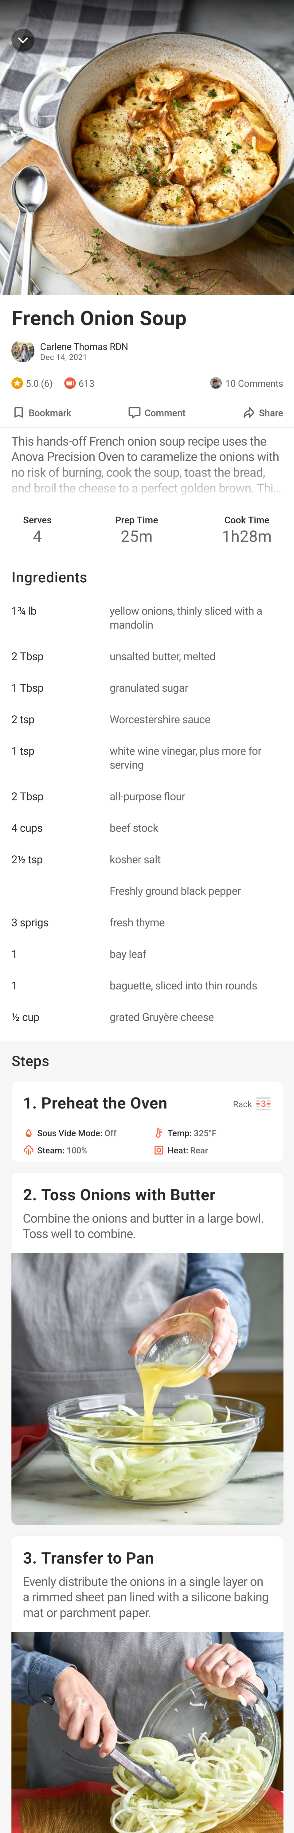 French Onion Soup
Carlene Thomas RDN
Dec 14, 2021
5.0 (6)
613
10 Comments
Bookmark
Comment
Share
This hands-off French onion soup recipe uses the
Anova Precision Oven to caramelize the onions with
no risk of burning, cook the soup, toast the bread,
and broil the cheese to a perfect golden brown. Thi...
Serves
Prep Time
Cook Time
4
25m
1h28m
Ingredients
1¾ lb
yellow onions, thinly sliced with a
mandolin
2 Tbsp
unsalted butter, melted
1 Tbsp
granulated sugar
2 tsp
Worcestershire sauce
1 tsp
white wine vinegar, plus more for
serving
2 Tbsp
all-purpose flour
4 cups
beef stock
2½ tsp
kosher salt
Freshly ground black pepper
3 sprigs
fresh thyme
1
bay leaf
1
baguette, sliced into thin rounds
½ cup
grated Gruyère cheese
Steps
1. Preheat the Oven
Rack
3
Sous Vide Mode: Off
Temp: 325°F
Steam: 100%
Heat: Rear
2. Toss Onions with Butter
Combine the onions and butter in a large bowl.
Toss well to combine.
3. Transfer to Pan
Evenly distribute the onions in a single layer on
a rimmed sheet pan lined with a silicone baking
mat or parchment paper.